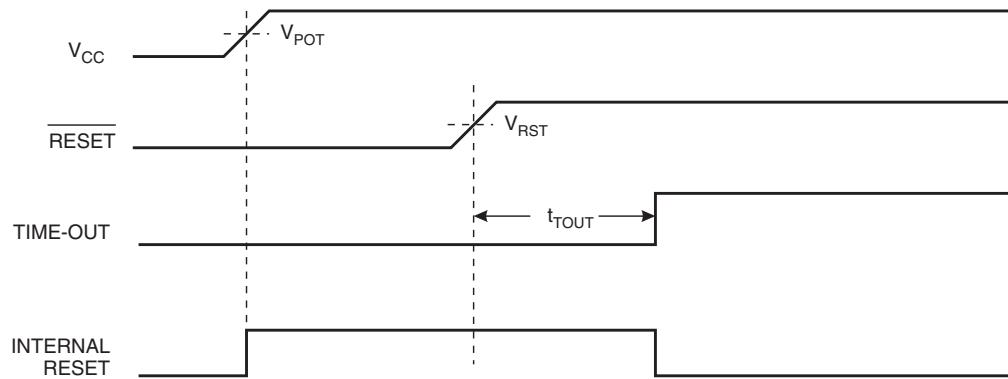 V_CC
V_POT
RESET
V_RST
TIME-OUT
t_TOUT
INTERNAL
RESET